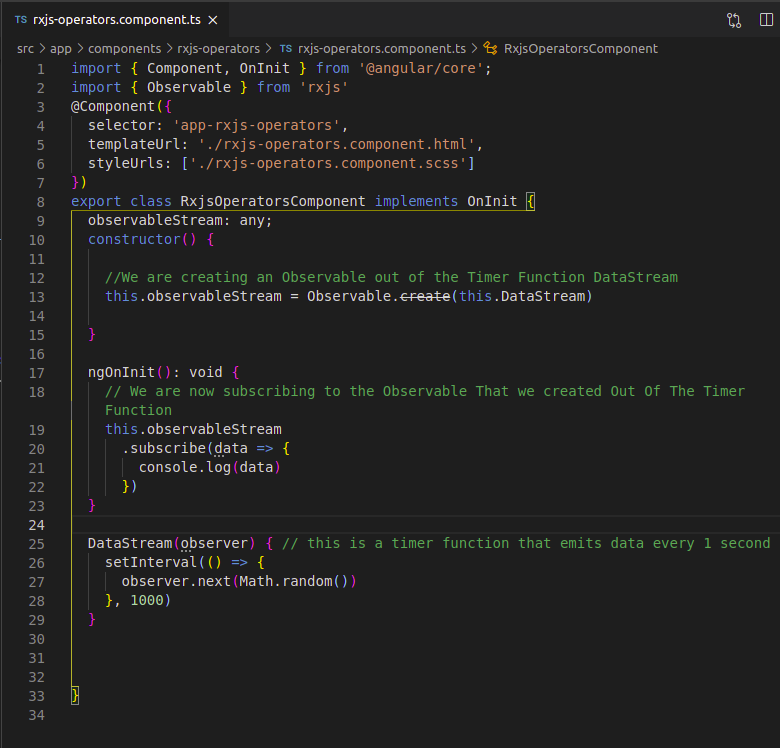 TS rxjs-operators.component.ts ×
src > app > components > rxjs-operators > TS rxjs-operators.component.ts > RxjsOperatorsComponent
1 import { Component, OnInit } from '@angular/core';
2 import { Observable } from 'rxjs'
3 @Component({
4   selector: 'app-rxjs-operators',
5   templateUrl: './rxjs-operators.component.html',
6   styleUrls: ['./rxjs-operators.component.scss']
7 })
8 export class RxjsOperatorsComponent implements OnInit {
9   observableStream: any;
10   constructor() {
11
12     //We are creating an Observable out of the Timer Function DataStream
13     this.observableStream = Observable.create(this.DataStream)
14
15   }
16
17   ngOnInit(): void {
18     // We are now subscribing to the Observable That we created Out Of The Timer
    Function
19     this.observableStream
20       .subscribe(data => {
21         console.log(data)
22       })
23   }
24
25   DataStream(observer) { // this is a timer function that emits data every 1 second
26     setInterval(() => {
27       observer.next(Math.random())
28     }, 1000)
29   }
30
31
32
33 }
34